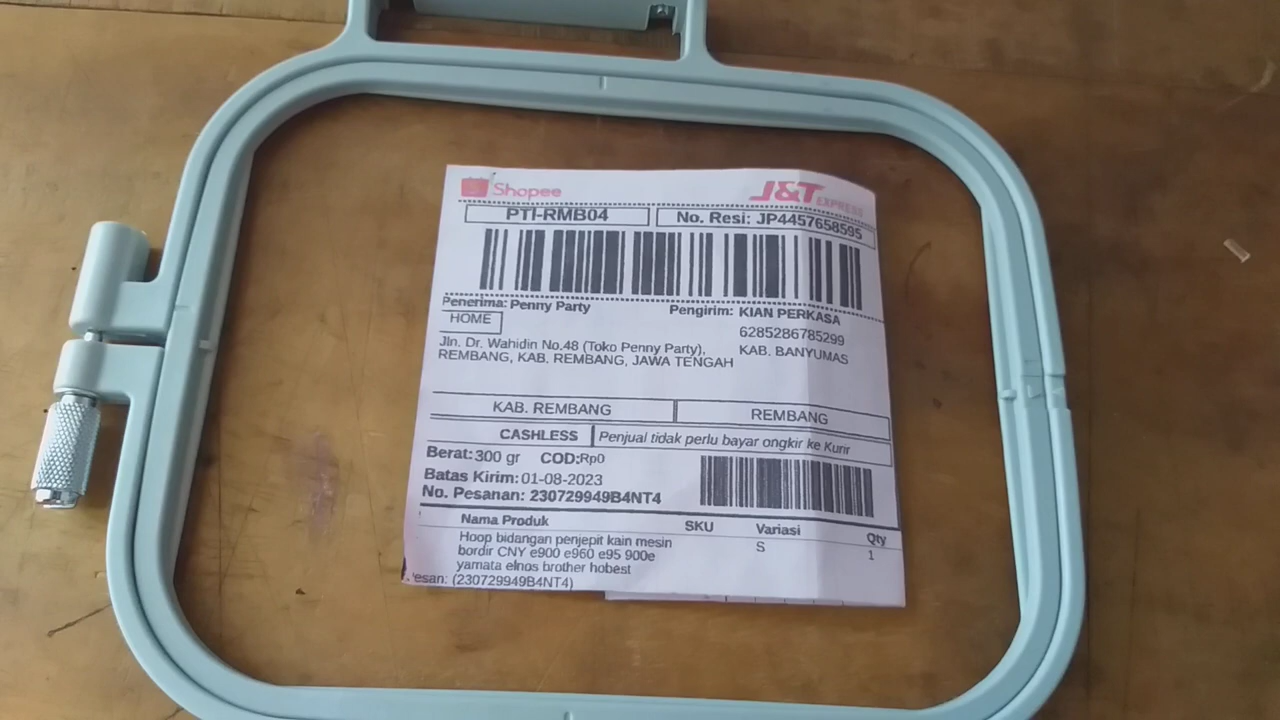 Shopee
J&T EXPRESS
PTI-RMB04
No. Resi: JP4457658595
Penerima: Penny Party
Pengirim: KIAN PERKASA
HOME
6285286785299
Jln. Dr. Wahidin No.48 (Toko Penny Party),
KAB. BANYUMAS
REMBANG, KAB. REMBANG, JAWA TENGAH
KAB. REMBANG
REMBANG
CASHLESS
Penjual tidak perlu bayar ongkir ke Kurir
Berat: 300 gr COD:Rp0
Batas Kirim: 01-08-2023
No. Pesanan: 230729949B4NT4
Nama Produk SKU Variasi Qty
Hoop bidangan penjepit kain mesin S 1
bordir CNY e900 e960 e95 900e
yamata elnos brother hobest
esan: (230729949B4NT4)